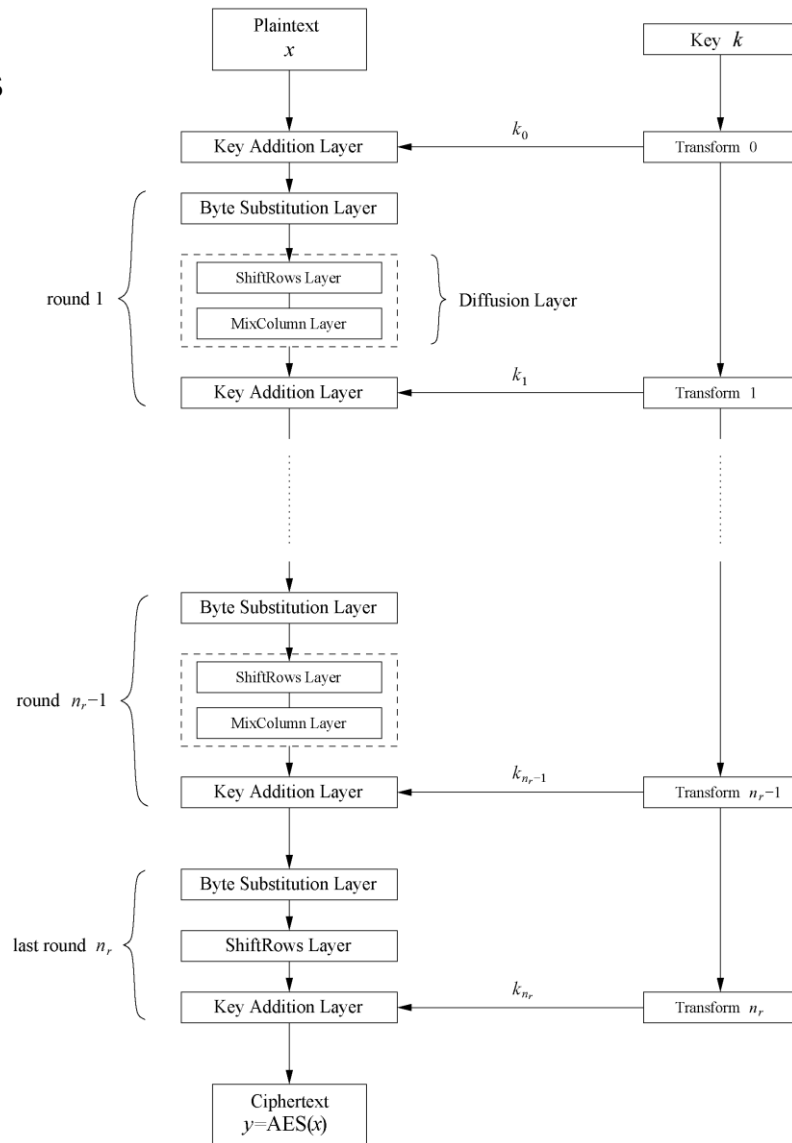 Plaintext
x
Key k
s
k₀
Key Addition Layer
Transform 0
Byte Substitution Layer
ShiftRows Layer
round 1
Diffusion Layer
MixColumn Layer
k₁
Key Addition Layer
Transform 1
Byte Substitution Layer
ShiftRows Layer
round nᵣ−1
MixColumn Layer
kₙᵣ₋₁
Key Addition Layer
Transform nᵣ−1
Byte Substitution Layer
last round nᵣ
ShiftRows Layer
kₙᵣ
Key Addition Layer
Transform nᵣ
Ciphertext
y=AES(x)